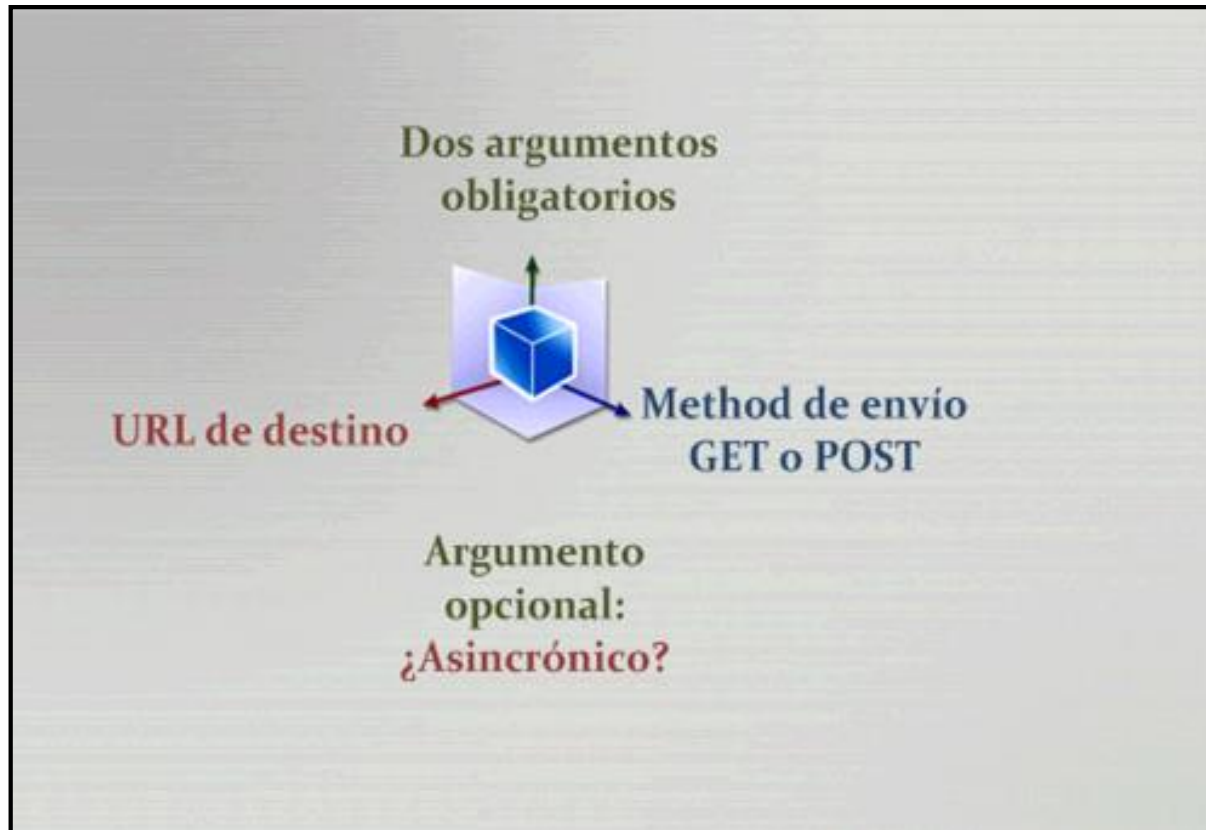 Dos argumentos
obligatorios
URL de destino
Method de envío
GET o POST
Argumento
opcional:
¿Asincrónico?